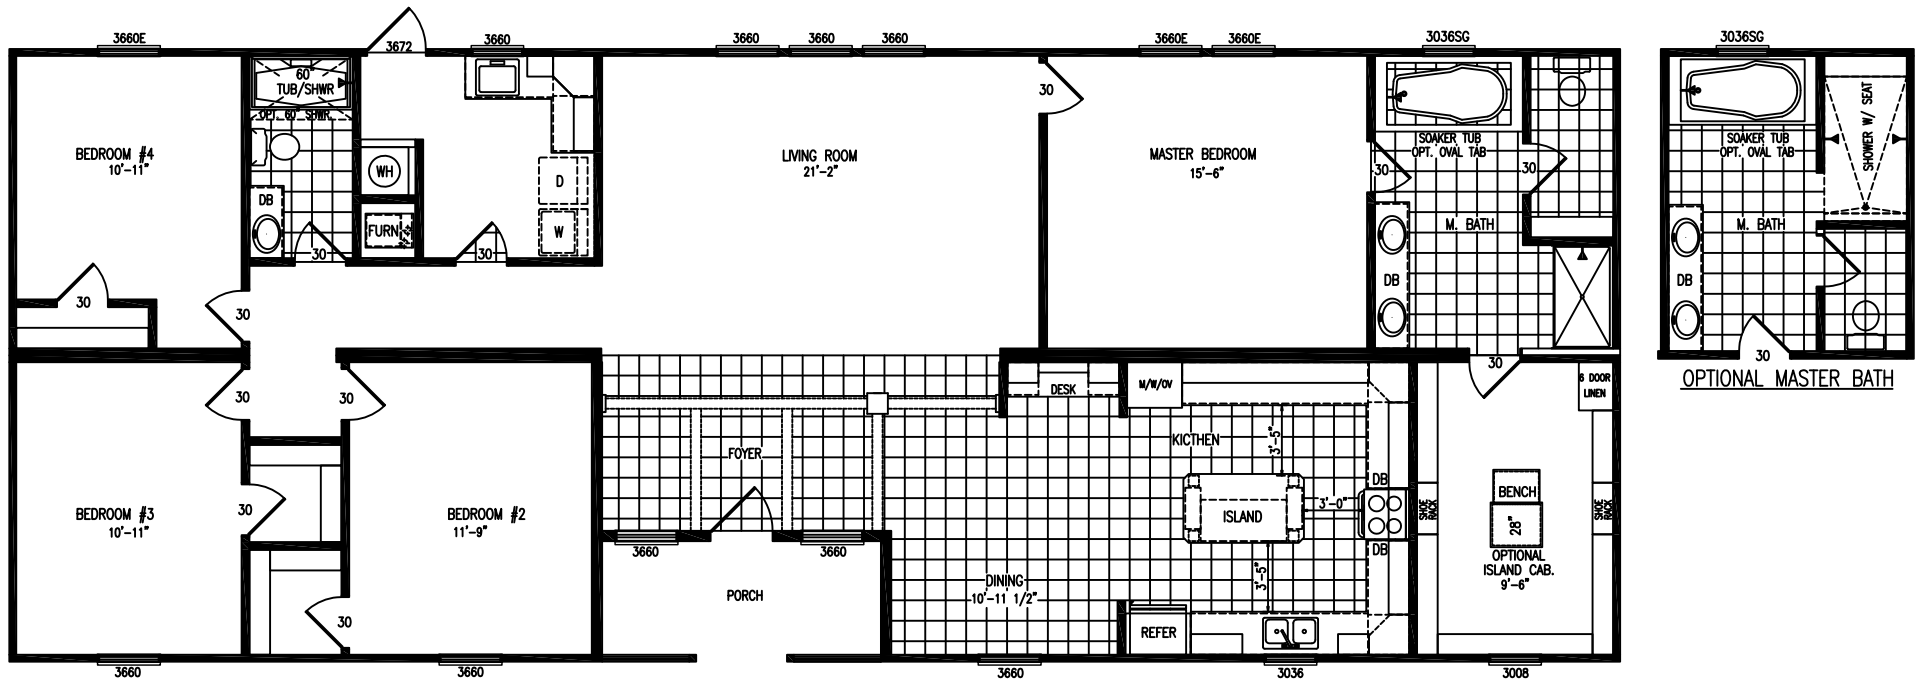 3660E
3672
3660
3660
3660
3660
3660E
3660E
3036SG
3036SG
60"
TUB/SHWR
OPT. 60" SHWR.
30
SOAKER TUB
OPT. OVAL TAB
SOAKER TUB
OPT. OVAL TAB
SHOWER W/ SEAT
BEDROOM #4
10'-11"
WH
D
LIVING ROOM
21'-2"
MASTER BEDROOM
15'-6"
30
30
DB
FURN
W
M. BATH
M. BATH
30
30
DB
DB
30
30
30
30
OPTIONAL MASTER BATH
30
30
DESK
M/W/OV
6 DOOR
LINEN
FOYER
KICTHEN
3'-5"
DB
BENCH
SHOE
RACK
SHOE
RACK
3'-0"
BEDROOM #3
10'-11"
30
BEDROOM #2
11'-9"
ISLAND
28"
3660
3660
DB
OPTIONAL
ISLAND CAB.
9'-6"
3'-5"
DINING
10'-11 1/2"
PORCH
30
REFER
3660
3660
3660
3036
3008